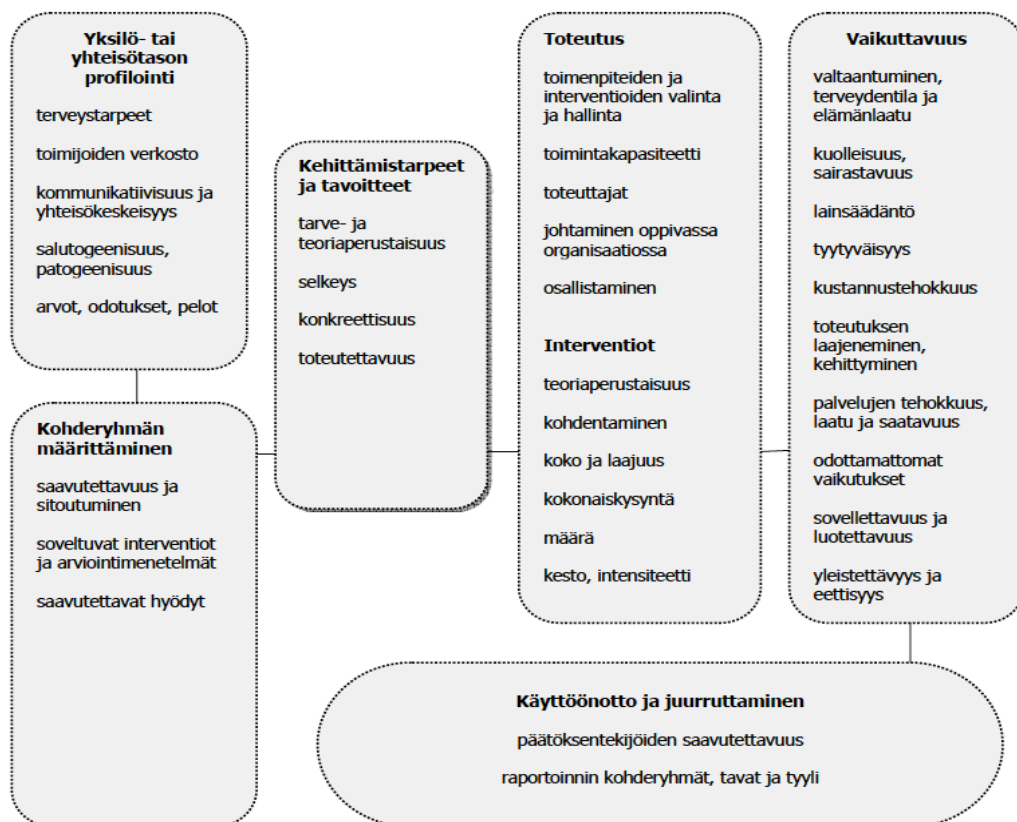 Yksilö- tai
yhteisötason
profilointi
terveystarpeet
toimijoiden verkosto
kommunikatiivisuus ja
yhteisökeskeisyys
salutogeenisuus,
patogeenisuus
arvot, odotukset, pelot
Kohderyhmän
määrittäminen
saavutettavuus ja
sitoutuminen
soveltuvat interventiot
ja arviointimenetelmät
saavutettavat hyödyt
Kehittämistarpeet
ja tavoitteet
tarve- ja
teoriaperustaisuus
selkeys
konkreettisuus
toteutettavuus
Toteutus
toimenpiteiden ja
interventioiden valinta
ja hallinta
toimintakapasiteetti
toteuttajat
johtaminen oppivassa
organisaatiossa
osallistaminen
Interventiot
teoriaperustaisuus
kohdentaminen
koko ja laajuus
kokonaiskysyntä
määrä
kesto, intensiteetti
Vaikuttavuus
valtaantuminen,
terveydentila ja
elämänlaatu
kuolleisuus,
sairastavuus
lainsäädäntö
tyytyväisyys
kustannustehokkuus
toteutuksen
laajeneminen,
kehittyminen
palvelujen tehokkuus,
laatu ja saatavuus
odottamattomat
vaikutukset
sovellettavuus ja
luotettavuus
yleistettävyys ja
eettisyys
Käyttöönotto ja juurruttaminen
päätöksentekijöiden saavutettavuus
raportoinnin kohderyhmät, tavat ja tyyli